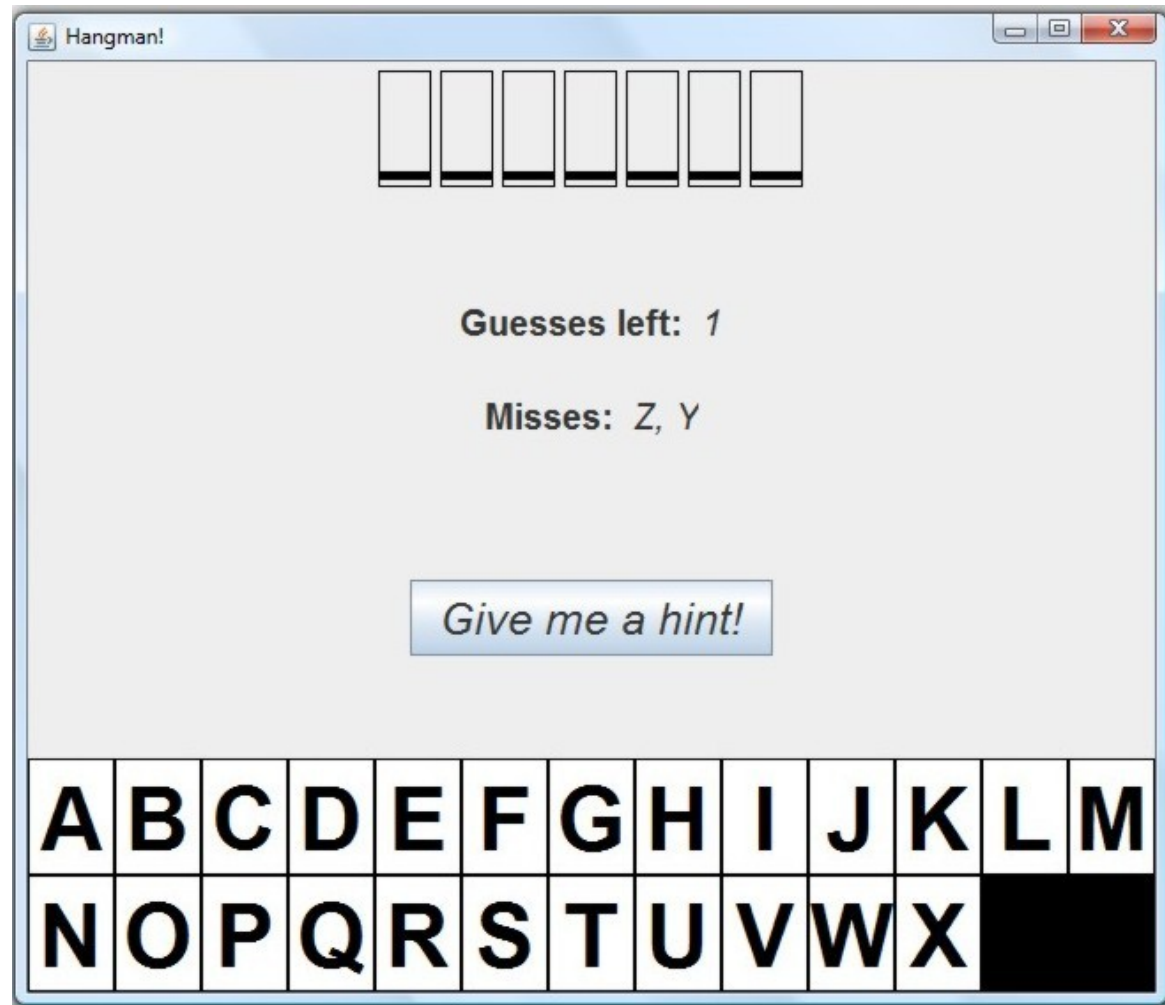 Hangman!
Guesses left: 1
Misses: Z, Y
Give me a hint!
A B C D E F G H I J K L M
N O P Q R S T U V W X